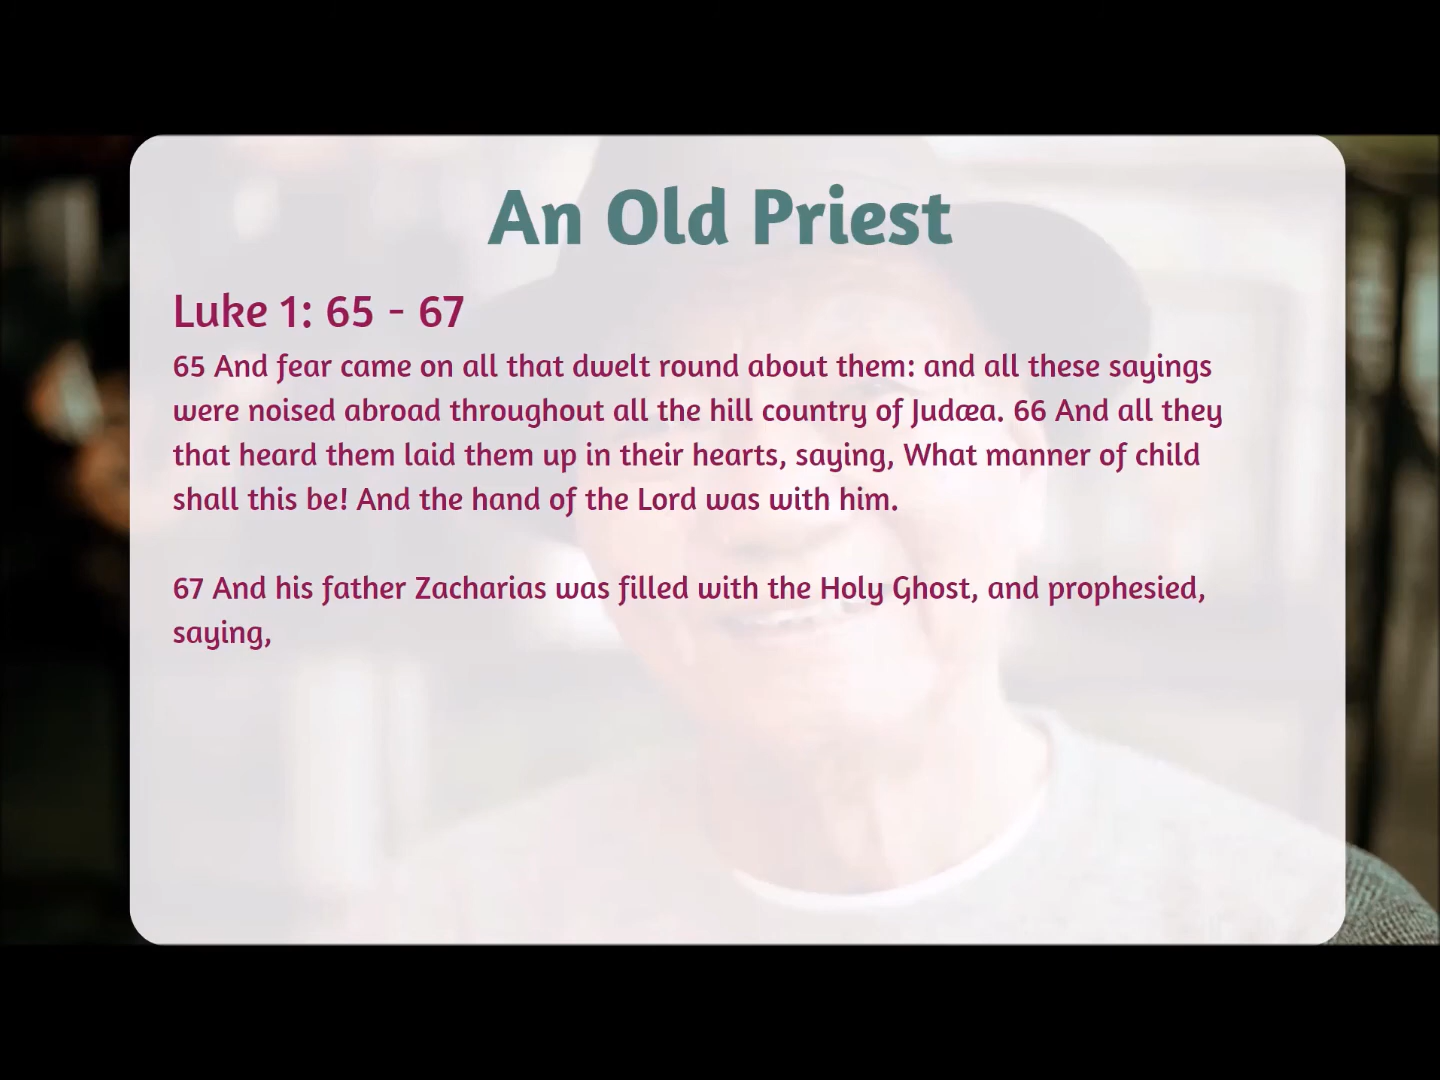 An Old Priest
Luke 1: 65 - 67
65 And fear came on all that dwelt round about them: and all these sayings
were noised abroad throughout all the hill country of Judæa. 66 And all they
that heard them laid them up in their hearts, saying, What manner of child
shall this be! And the hand of the Lord was with him.
67 And his father Zacharias was filled with the Holy Ghost, and prophesied,
saying,